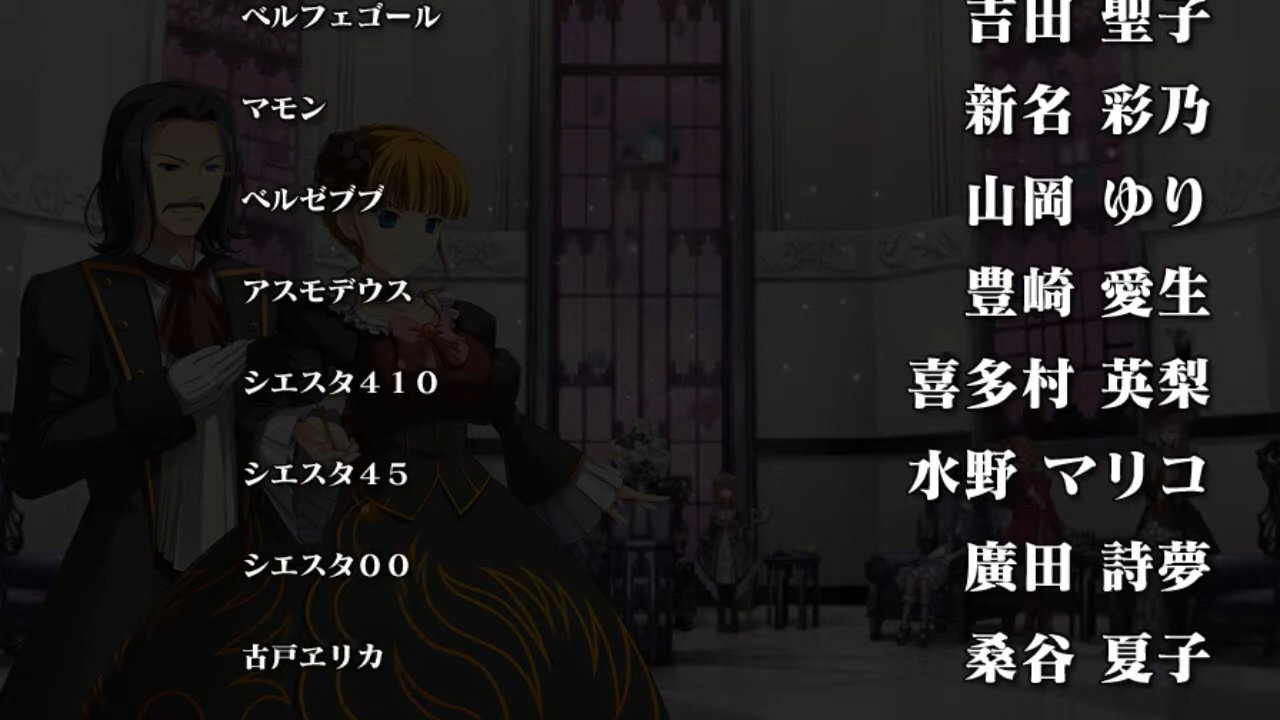 ベルフェゴール 吉田 聖子
マモン 新名 彩乃
ベルゼブブ 山岡 ゆり
アスモデウス 豊崎 愛生
シエスタ４１０ 喜多村 英梨
シエスタ４５ 水野 マリコ
シエスタ００ 廣田 詩夢
古戸ヱリカ 桑谷 夏子